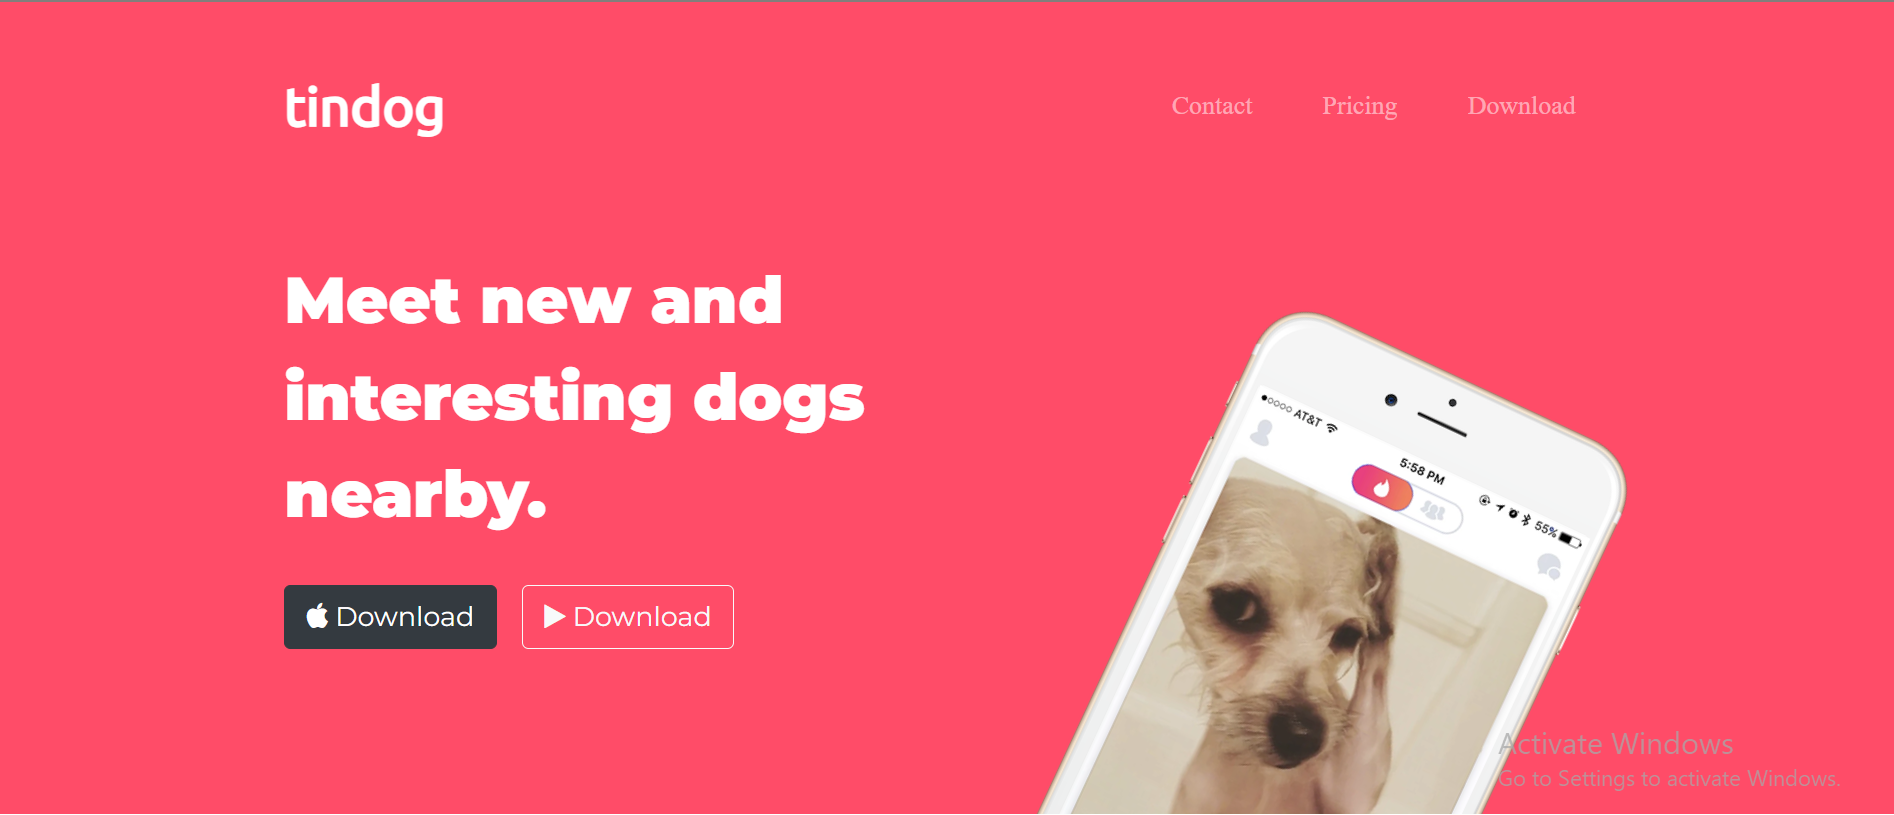 tindog
Contact
Pricing
Download
Meet new and
interesting dogs
nearby.
Download
Download
AT&T
5:58 PM
55%
Activate Windows
Go to Settings to activate Windows.